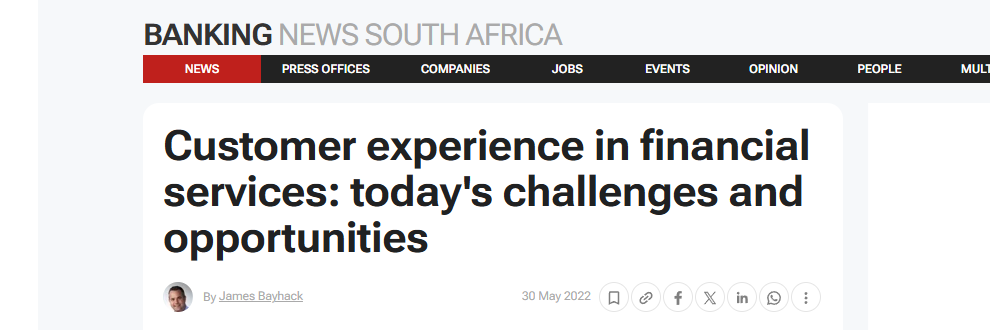 BANKING NEWS SOUTH AFRICA
NEWS PRESS OFFICES COMPANIES JOBS EVENTS OPINION PEOPLE MULT
Customer experience in financial
services: today's challenges and
opportunities
By James Bayhack 30 May 2022